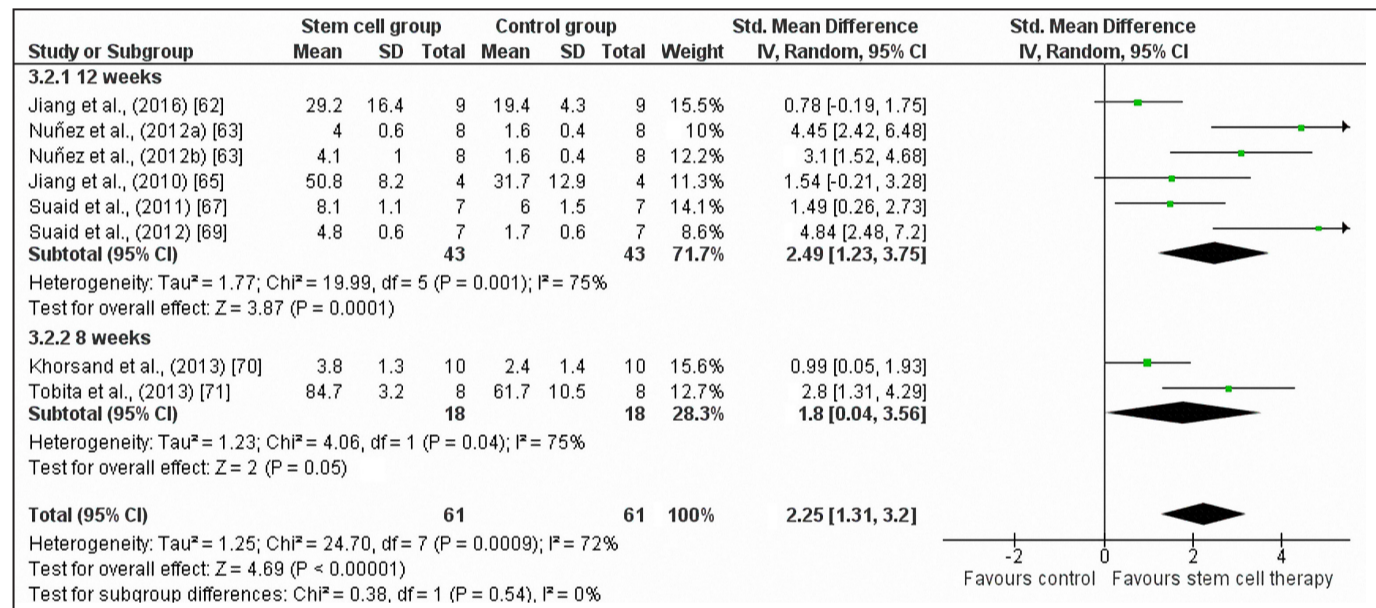 Stem cell group Control group Std. Mean Difference Std. Mean Difference
Study or Subgroup Mean SD Total Mean SD Total Weight IV, Random, 95% CI IV, Random, 95% CI
3.2.1 12 weeks
Jiang et al., (2016) [62] 29.2 16.4 9 19.4 4.3 9 15.5% 0.78 [-0.19, 1.75]
Nuñez et al., (2012a) [63] 4 0.6 8 1.6 0.4 8 10% 4.45 [2.42, 6.48]
Nuñez et al., (2012b) [63] 4.1 1 8 1.6 0.4 8 12.2% 3.1 [1.52, 4.68]
Jiang et al., (2010) [65] 50.8 8.2 4 31.7 12.9 4 11.3% 1.54 [-0.21, 3.28]
Suaid et al., (2011) [67] 8.1 1.1 7 6 1.5 7 14.1% 1.49 [0.26, 2.73]
Suaid et al., (2012) [69] 4.8 0.6 7 1.7 0.6 7 8.6% 4.84 [2.48, 7.2]
Subtotal (95% CI) 43 43 71.7% 2.49 [1.23, 3.75]
Heterogeneity: Tau² = 1.77; Chi² = 19.99, df = 5 (P = 0.001); I² = 75%
Test for overall effect: Z = 3.87 (P = 0.0001)
3.2.2 8 weeks
Khorsand et al., (2013) [70] 3.8 1.3 10 2.4 1.4 10 15.6% 0.99 [0.05, 1.93]
Tobita et al., (2013) [71] 84.7 3.2 8 61.7 10.5 8 12.7% 2.8 [1.31, 4.29]
Subtotal (95% CI) 18 18 28.3% 1.8 [0.04, 3.56]
Heterogeneity: Tau² = 1.23; Chi² = 4.06, df = 1 (P = 0.04); I² = 75%
Test for overall effect: Z = 2 (P = 0.05)
Total (95% CI) 61 61 100% 2.25 [1.31, 3.2]
Heterogeneity: Tau² = 1.25; Chi² = 24.70, df = 7 (P = 0.0009); I² = 72%
Test for overall effect: Z = 4.69 (P < 0.00001)
Test for subgroup differences: Chi² = 0.38, df = 1 (P = 0.54), I² = 0%
-2 0 2 4
Favours control Favours stem cell therapy